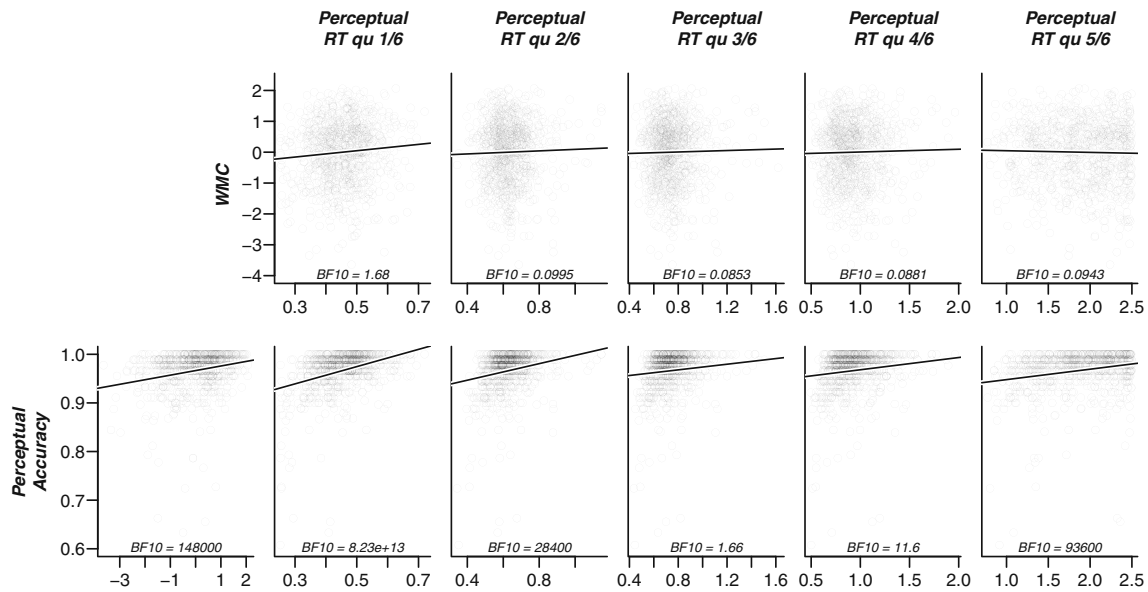 Perceptual RT qu 1/6
Perceptual RT qu 2/6
Perceptual RT qu 3/6
Perceptual RT qu 4/6
Perceptual RT qu 5/6
WMC
2
1
0
−1
−2
−3
−4
BF10 = 1.68
BF10 = 0.0995
BF10 = 0.0853
BF10 = 0.0881
BF10 = 0.0943
0.3 0.5 0.7
0.4 0.8
0.4 0.8 1.2 1.6
0.5 1.0 1.5 2.0
1.0 1.5 2.0 2.5
Perceptual
Accuracy
1.0
0.9
0.8
0.7
0.6
BF10 = 148000
BF10 = 8.23e+13
BF10 = 28400
BF10 = 1.66
BF10 = 11.6
BF10 = 93600
−3 −1 0 1 2
0.3 0.5 0.7
0.4 0.8
0.4 0.8 1.2 1.6
0.5 1.0 1.5 2.0
1.0 1.5 2.0 2.5